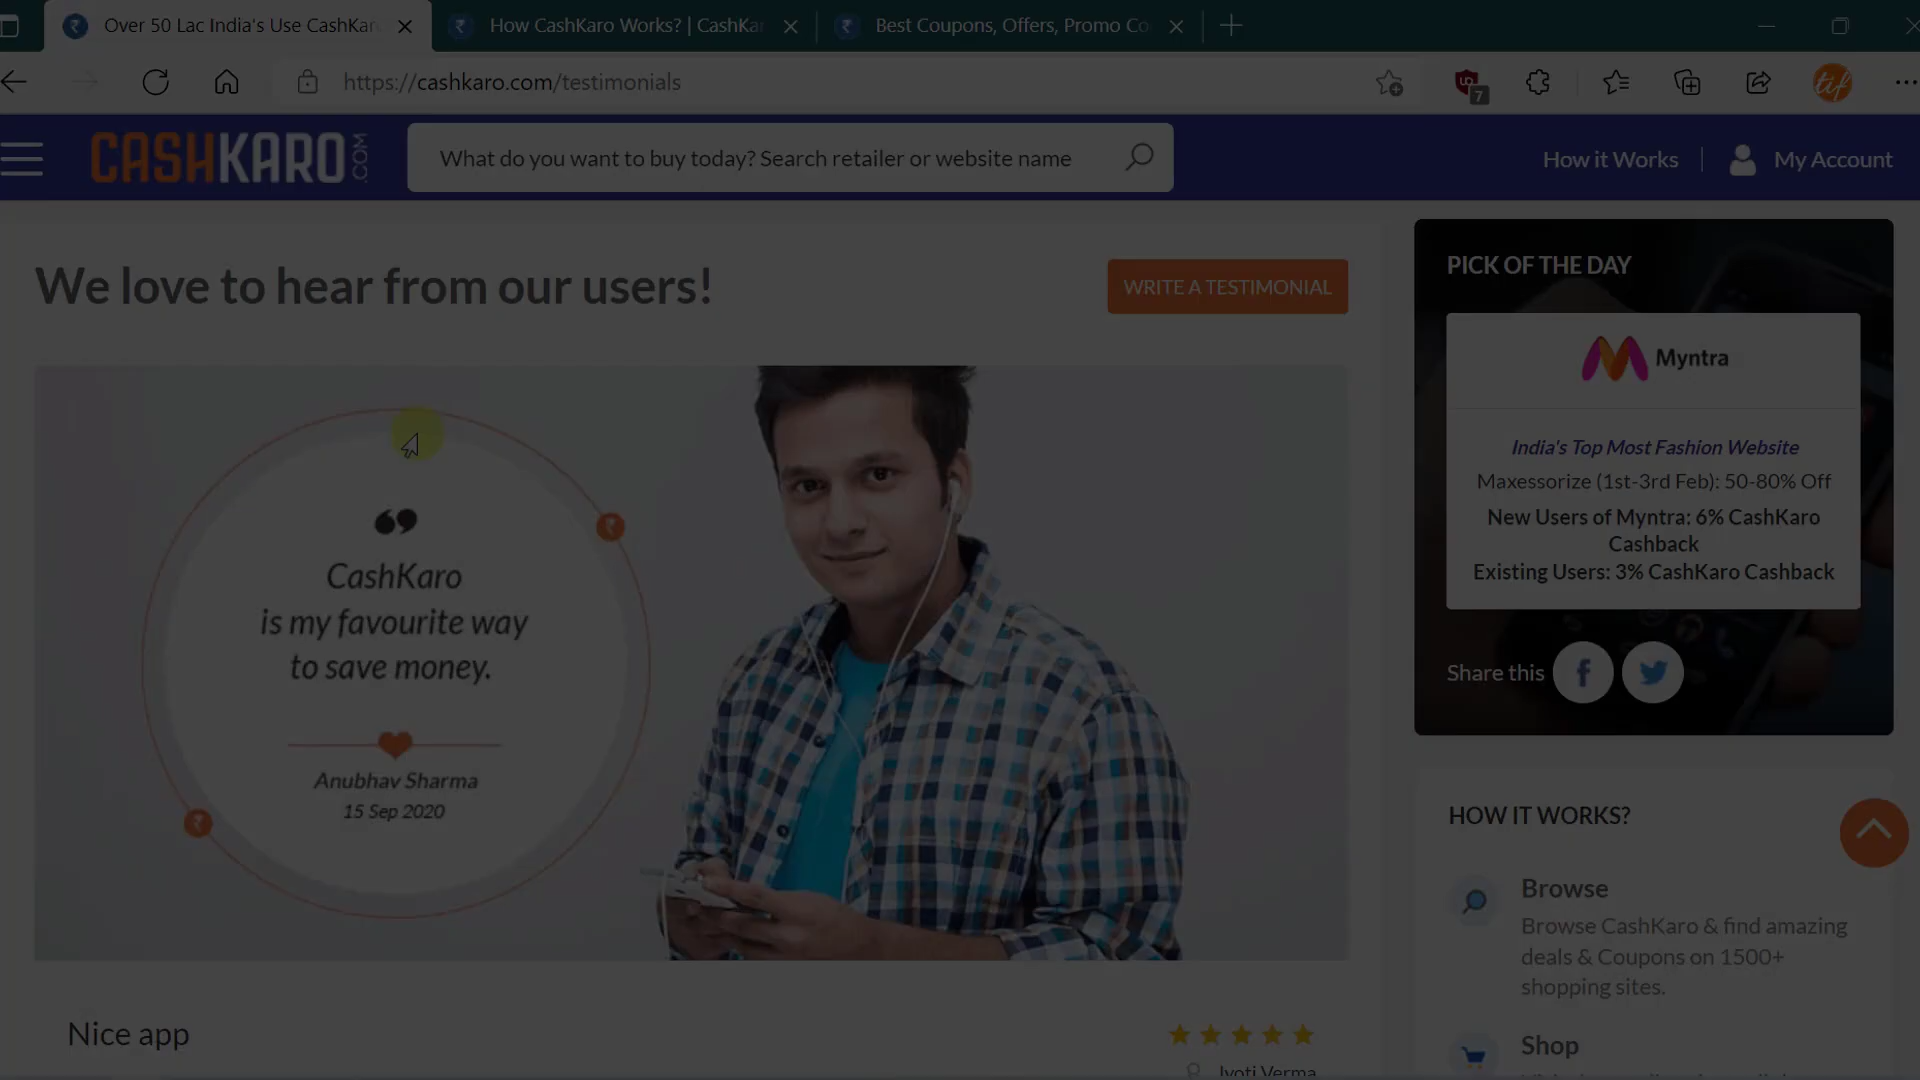 Over 50 Lac India's Use CashKar
How CashKaro Works? | CashKar
Best Coupons, Offers, Promo Co
https://cashkaro.com/testimonials
7
tif
CASHKARO.COM
What do you want to buy today? Search retailer or website name
How it Works
My Account
We love to hear from our users!
WRITE A TESTIMONIAL
CashKaro
is my favourite way
to save money.
Anubhav Sharma
15 Sep 2020
PICK OF THE DAY
Myntra
India's Top Most Fashion Website
Maxessorize (1st-3rd Feb): 50-80% Off
New Users of Myntra: 6% CashKaro
Cashback
Existing Users: 3% CashKaro Cashback
Share this
HOW IT WORKS?
Browse
Browse CashKaro & find amazing
deals & Coupons on 1500+
shopping sites.
Shop
Nice app
Jyoti Verma